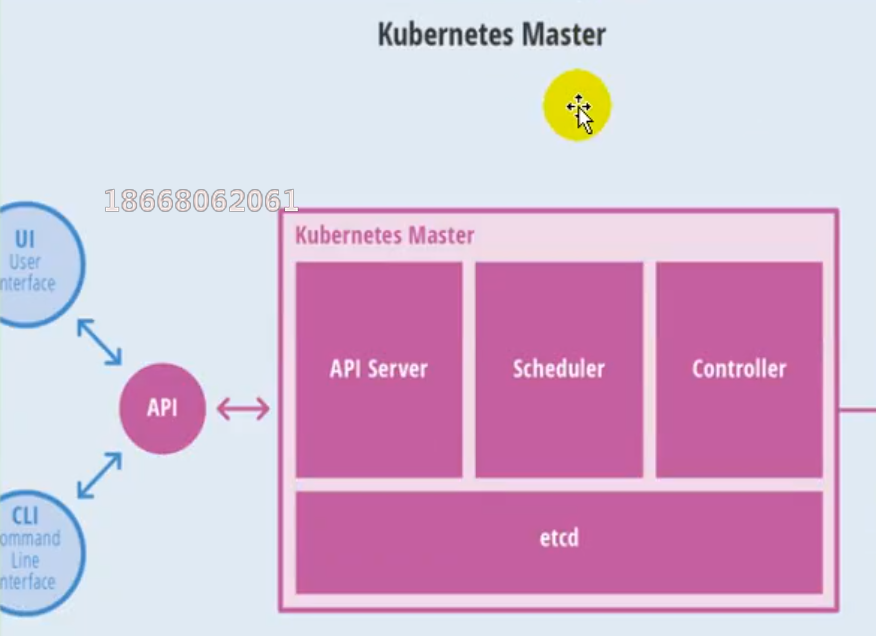 Kubernetes Master
18668062061
Kubernetes Master
UI
User
nterface
API Server
Scheduler
Controller
API
etcd
CLI
ommand
Line
nterface